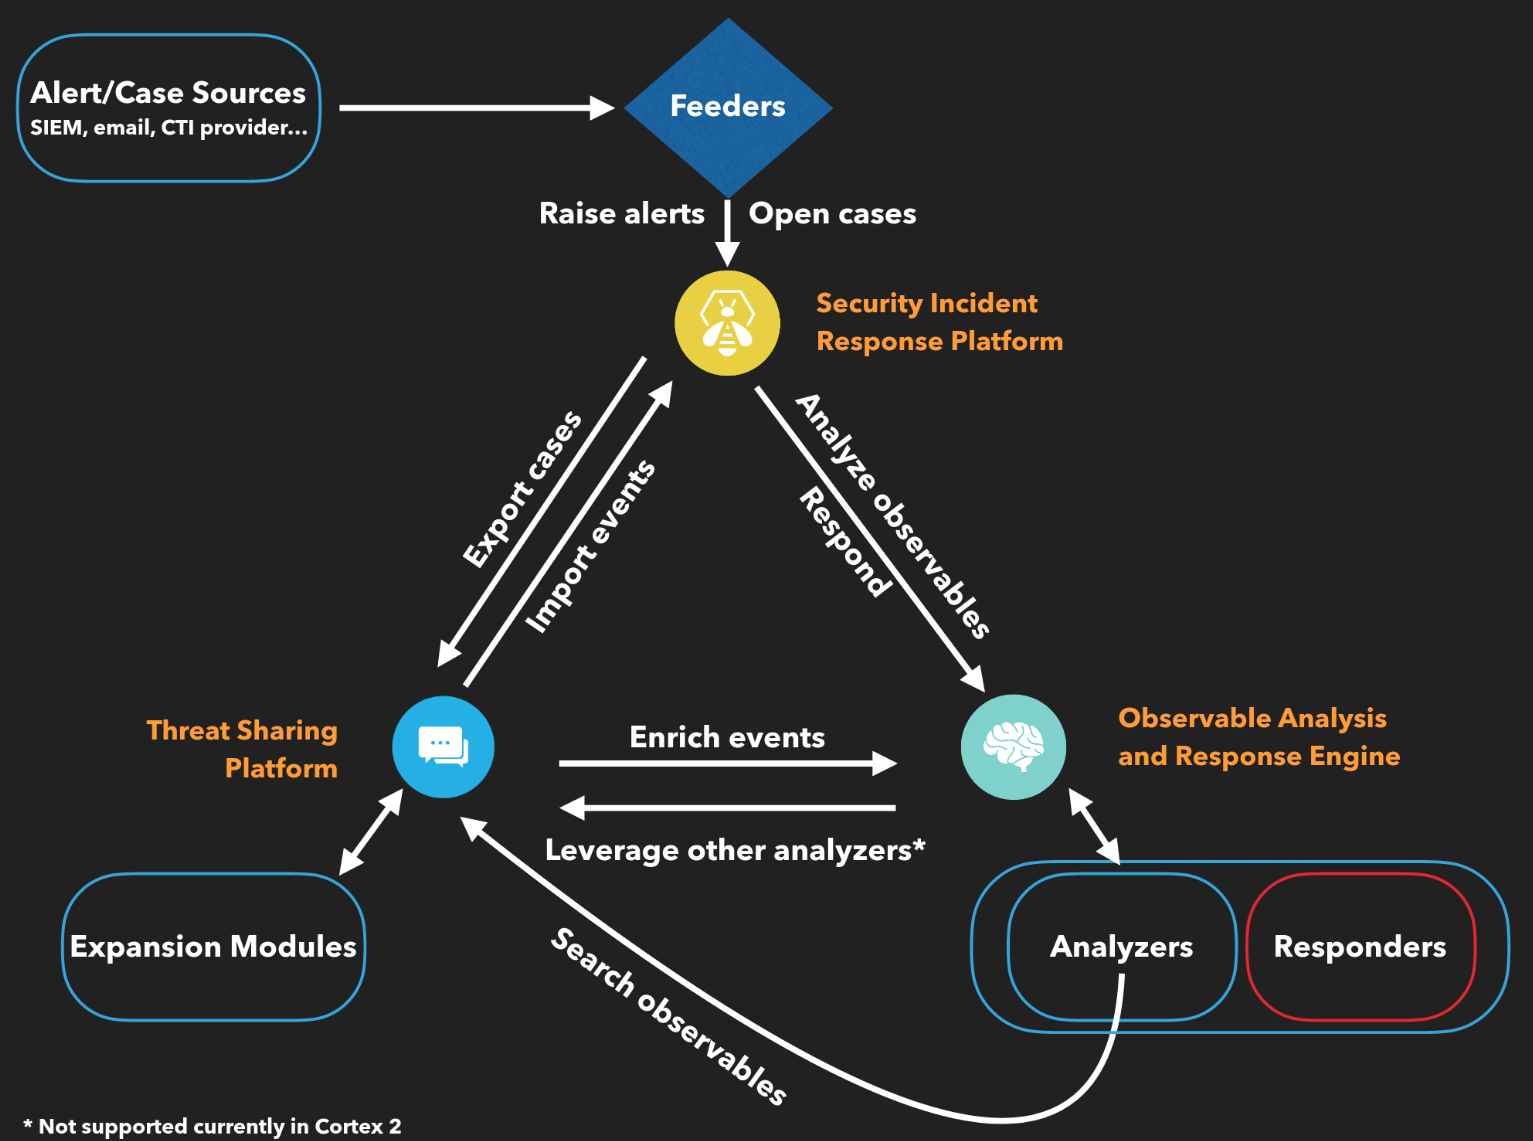 Alert/Case Sources
SIEM, email, CTI provider...
Feeders
Raise alerts
Open cases
Security Incident
Response Platform
Export cases
Import events
Analyze observables
Respond
Threat Sharing
Platform
Enrich events
Leverage other analyzers*
Observable Analysis
and Response Engine
Expansion Modules
Search observables
Analyzers
Responders
* Not supported currently in Cortex 2